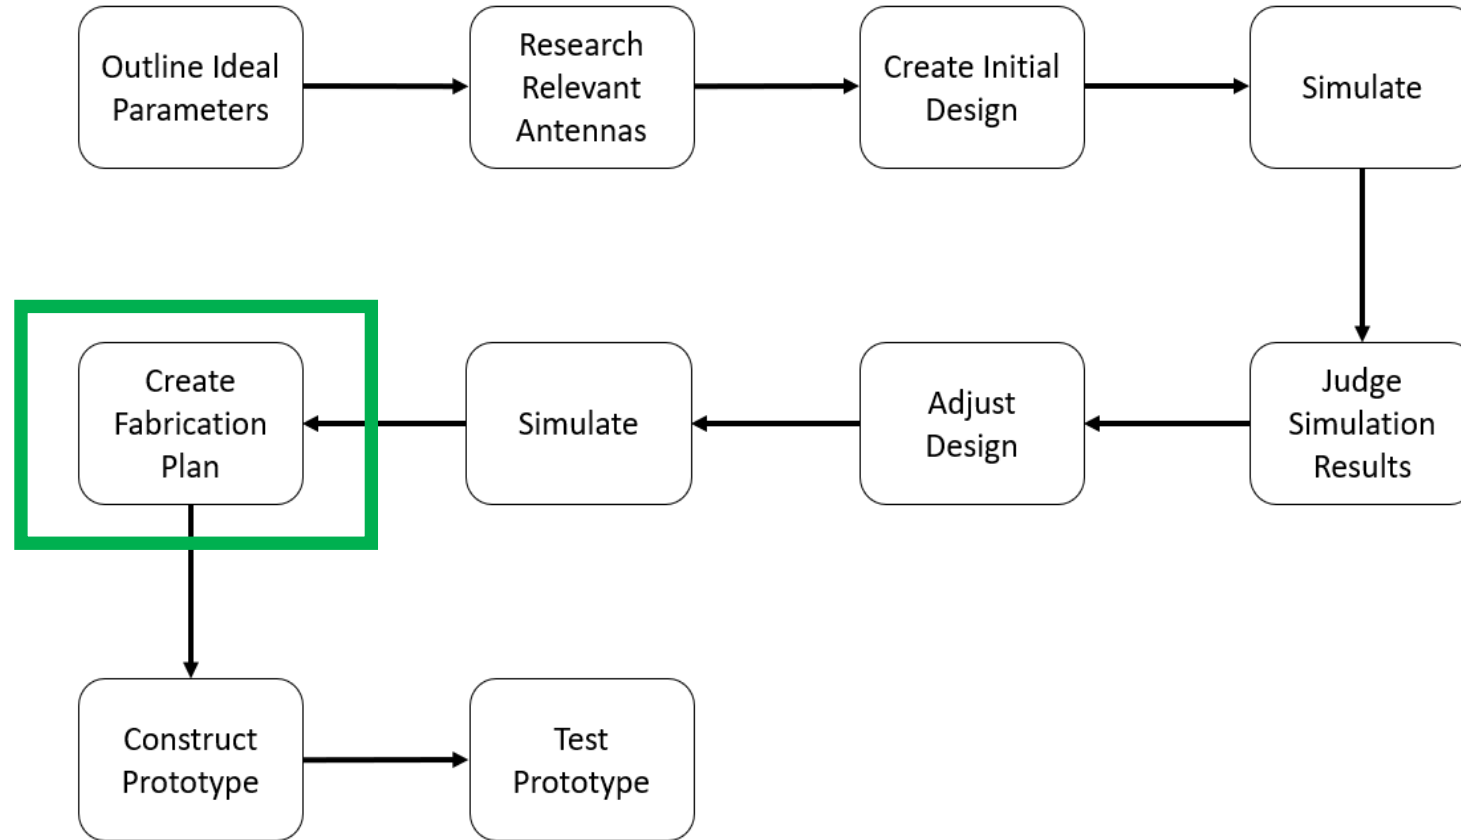 Outline Ideal
Parameters
Research
Relevant
Antennas
Create Initial
Design
Simulate
Judge
Simulation
Results
Adjust
Design
Simulate
Create
Fabrication
Plan
Construct
Prototype
Test
Prototype